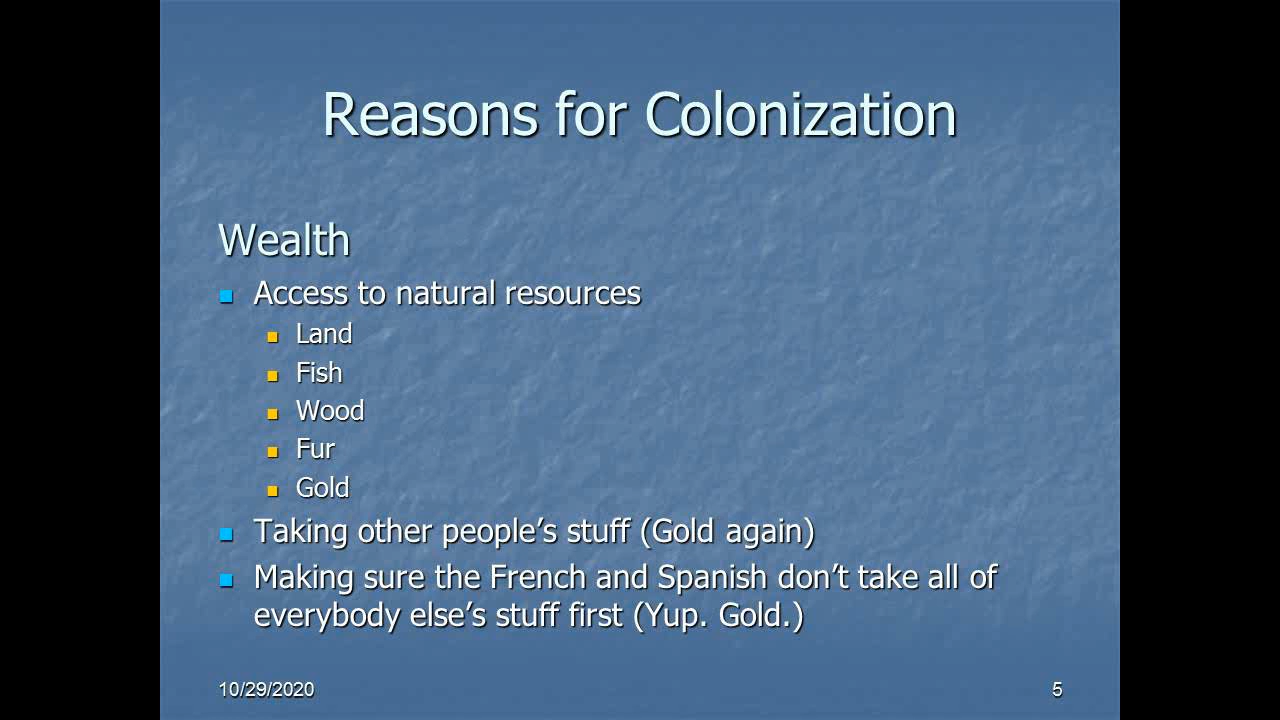 Reasons for Colonization
Wealth
Access to natural resources
Land
Fish
Wood
Fur
Gold
Taking other people’s stuff (Gold again)
Making sure the French and Spanish don’t take all of
everybody else’s stuff first (Yup. Gold.)
10/29/2020
5